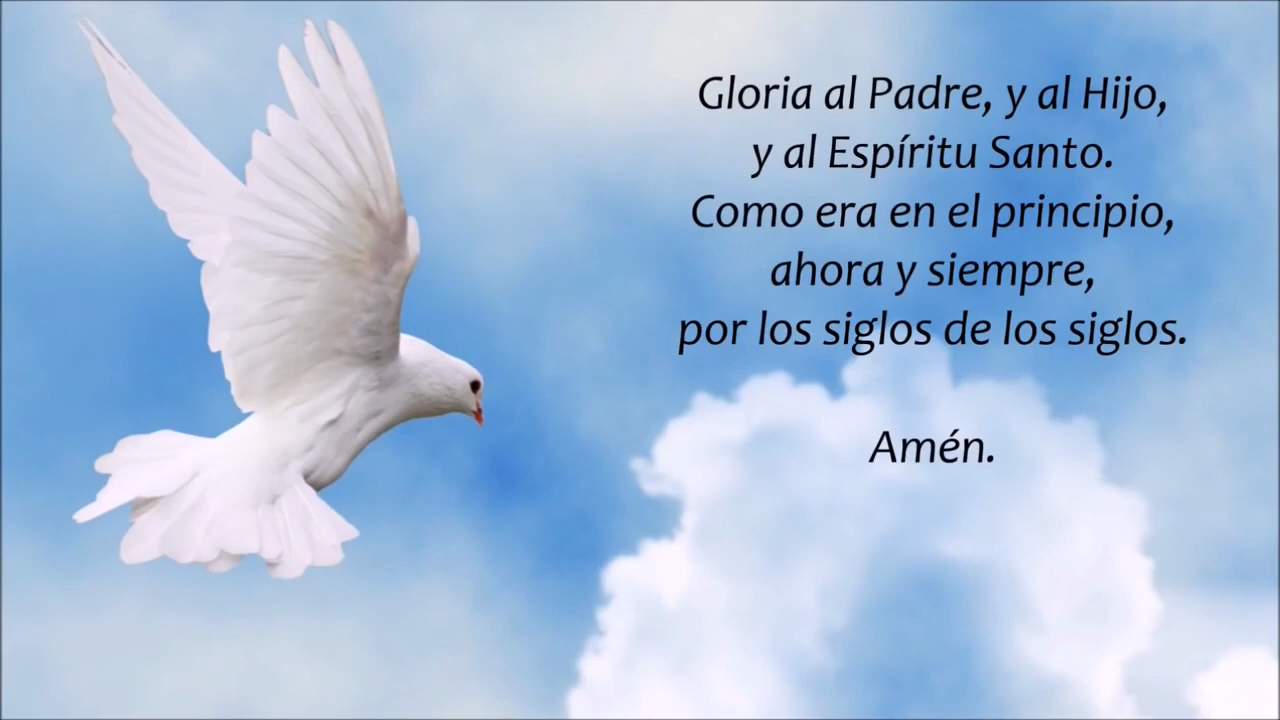 Gloria al Padre, y al Hijo,
y al Espíritu Santo.
Como era en el principio,
ahora y siempre,
por los siglos de los siglos.
Amén.